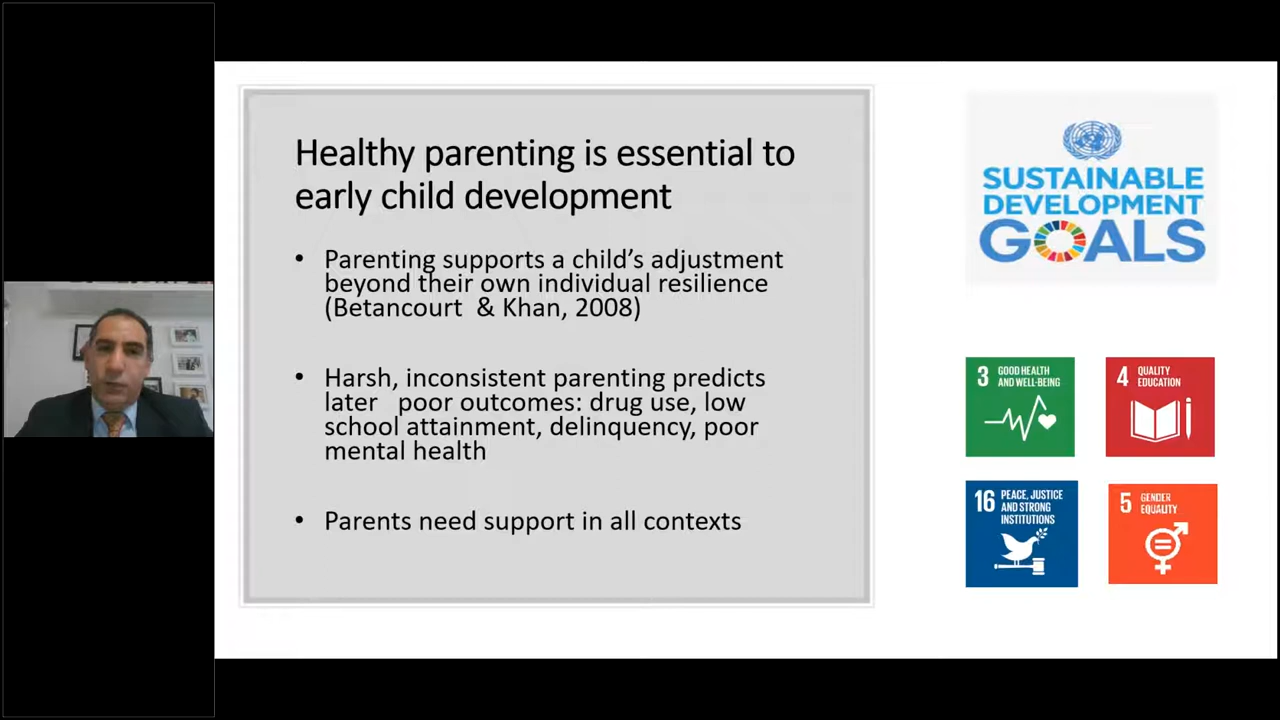 Healthy parenting is essential to
early child development
• Parenting supports a child’s adjustment
beyond their own individual resilience
(Betancourt & Khan, 2008)
• Harsh, inconsistent parenting predicts
later poor outcomes: drug use, low
school attainment, delinquency, poor
mental health
• Parents need support in all contexts
SUSTAINABLE
DEVELOPMENT
GOALS
3 GOOD HEALTH
AND WELL-BEING
4 QUALITY
EDUCATION
16 PEACE, JUSTICE
AND STRONG
INSTITUTIONS
5 GENDER
EQUALITY